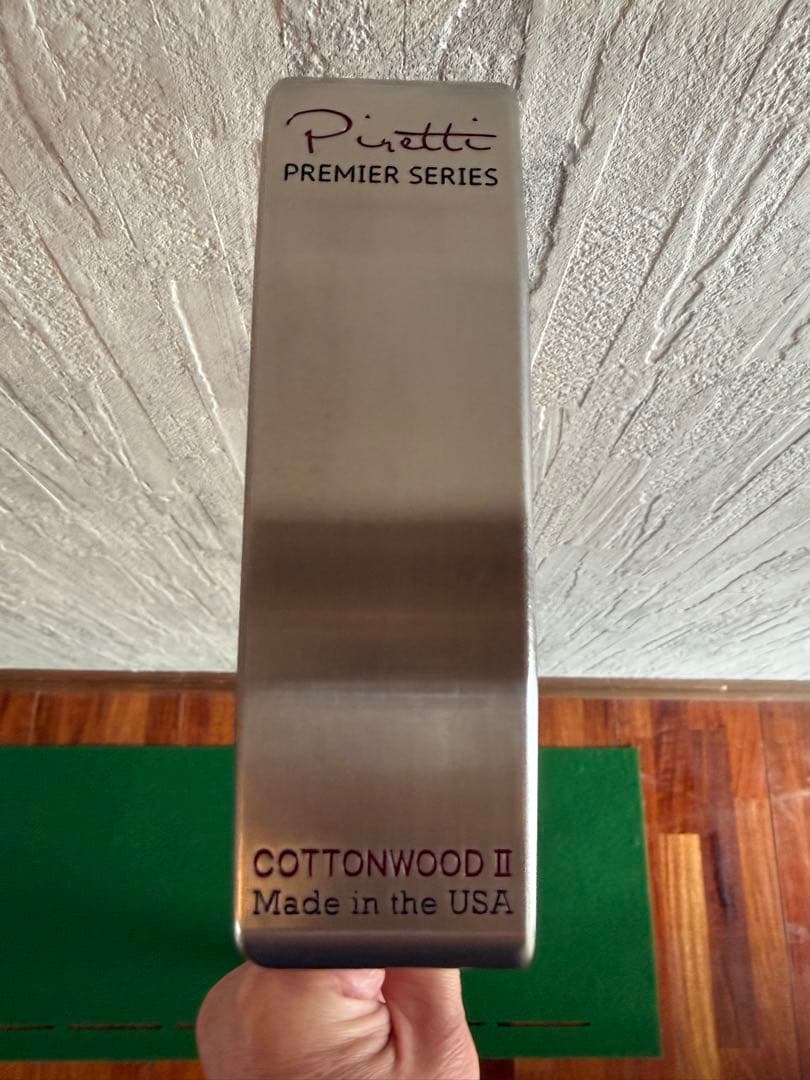 Piretti
PREMIER SERIES
COTTONWOOD II
Made in the USA